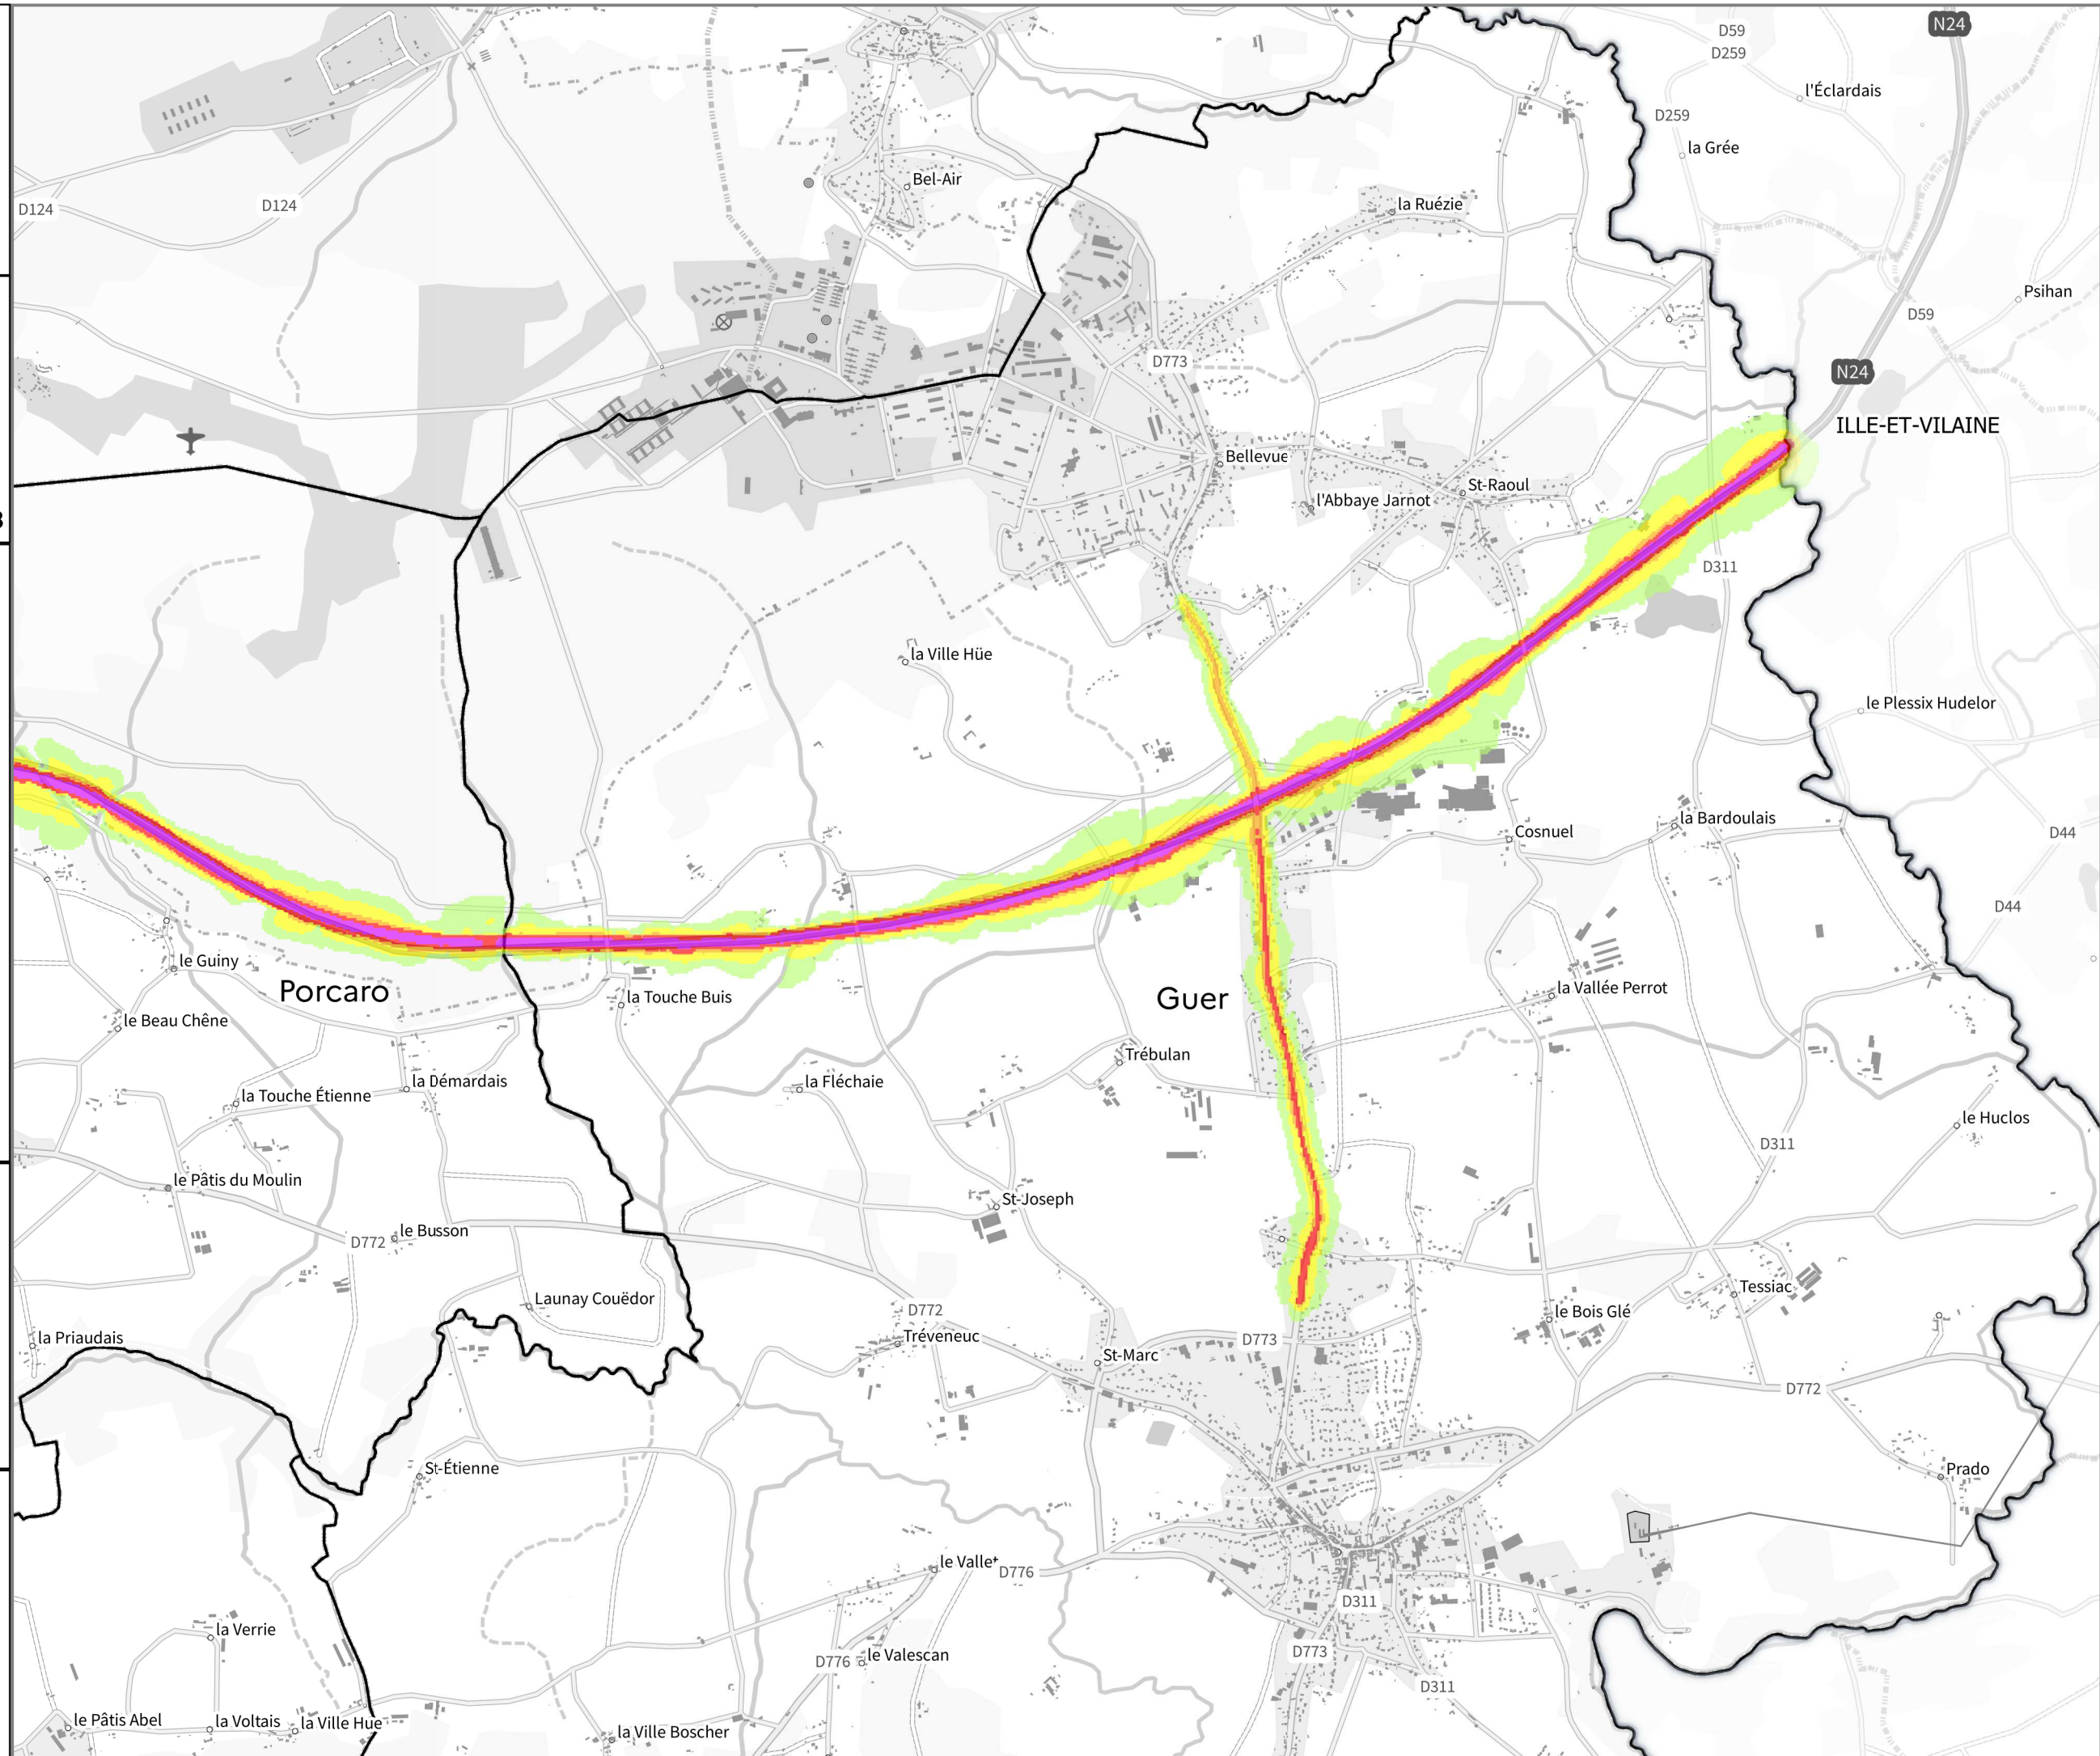 N24
D59
D259
l'Éclardais
D259
la Grée
Bel-Air
la Ruézie
D124
D124
Psihan
D59
D773
N24
ILLE-ET-VILAINE
Bellevue
St-Raoul
l'Abbaye Jarnot
D311
la Ville Hüe
le Plessix Hudelor
la Bardoulais
Cosnuel
D44
D44
le Guiny
Porcaro
la Touche Buis
Guer
la Vallée Perrot
le Beau Chêne
Trébulan
la Fléchaie
la Démardais
la Touche Étienne
le Huclos
D311
le Pâtis du Moulin
St-Joseph
le Busson
D772
Tessiac
Launay Couëdor
D772
le Bois Glé
la Priaudais
Tréveneuc
D773
St-Marc
D772
St-Étienne
Prado
le Vallet
D776
D311
la Verrie
D773
le Valescan
D776
D311
le Pâtis Abel
la Voltais
la Ville Hue
la Ville Boscher